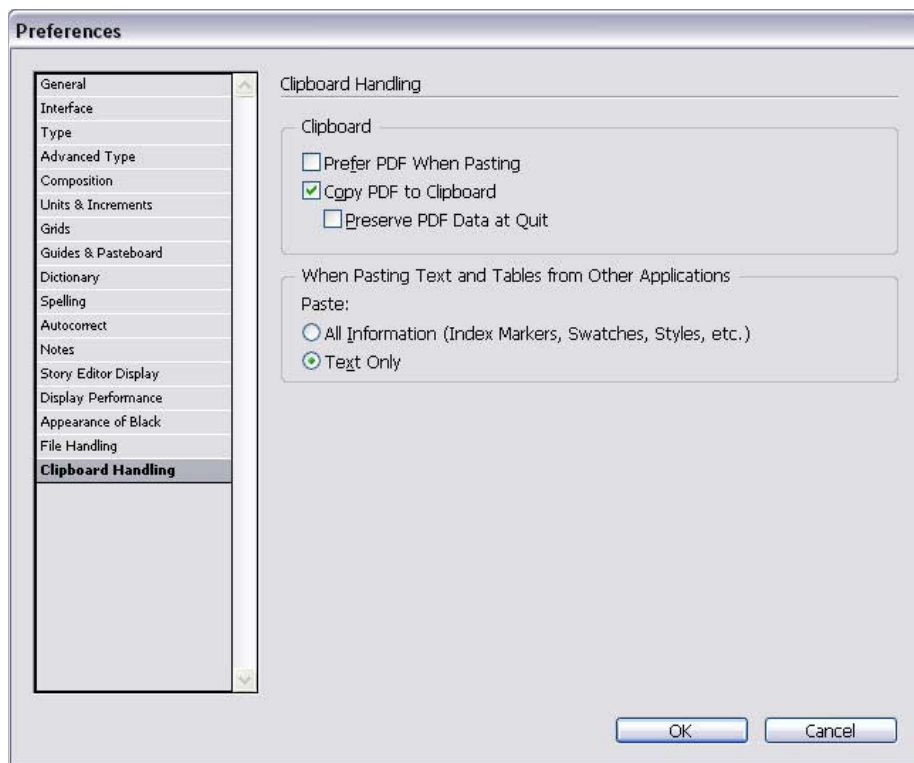 Preferences
General
Interface
Type
Advanced Type
Composition
Units & Increments
Grids
Guides & Pasteboard
Dictionary
Spelling
Autocorrect
Notes
Story Editor Display
Display Performance
Appearance of Black
File Handling
Clipboard Handling
Clipboard Handling
Clipboard
Prefer PDF When Pasting
Copy PDF to Clipboard
Preserve PDF Data at Quit
When Pasting Text and Tables from Other Applications
Paste:
All Information (Index Markers, Swatches, Styles, etc.)
Text Only
OK
Cancel